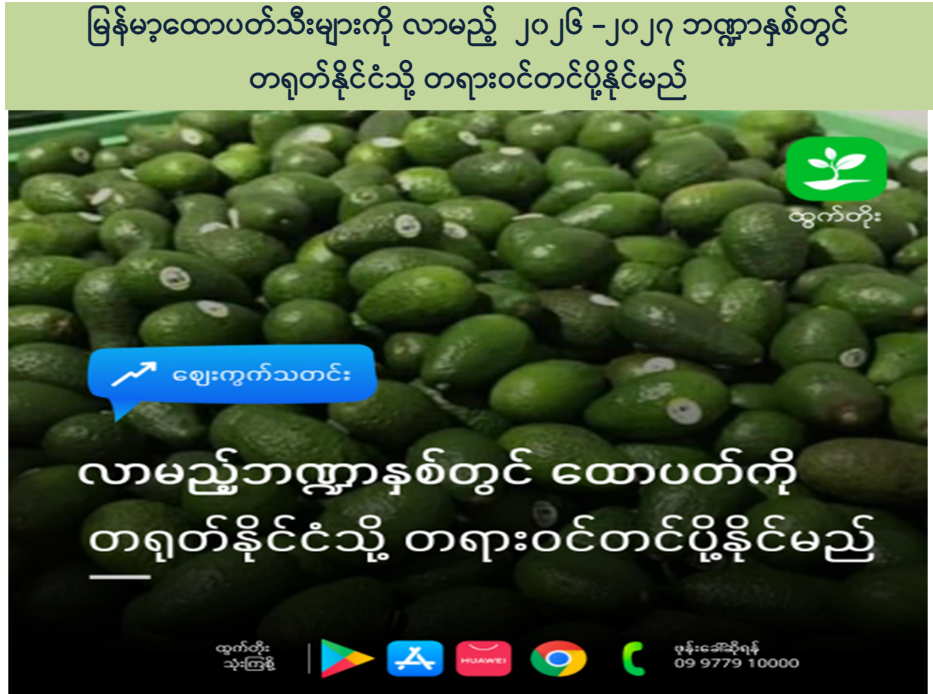 မြန်မာ့ထောပတ်သီးများကို လာမည့် ၂၀၂၆ -၂၀၂၇ ဘဏ္ဍာနှစ်တွင်
တရုတ်နိုင်ငံသို့ တရားဝင်တင်ပို့နိုင်မည်
ထွက်တိုး
ဈေးကွက်သတင်း
လာမည့်ဘဏ္ဍာနှစ်တွင် ထောပတ်ကို
တရုတ်နိုင်ငံသို့ တရားဝင်တင်ပို့နိုင်မည်
ထွက်တိုး
သုံးကြစို့
HUAWEI
ဖုန်းခေါ်ဆိုရန်
09 9779 10000